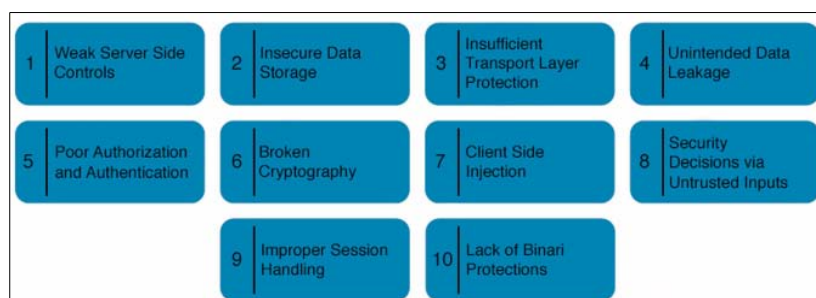 1
Weak Server Side
Controls
2
Insecure Data
Storage
3
Insufficient
Transport Layer
Protection
4
Unintended Data
Leakage
5
Poor Authorization
and Authentication
6
Broken
Cryptography
7
Client Side
Injection
8
Security
Decisions via
Untrusted Inputs
9
Improper Session
Handling
10
Lack of Binari
Protections